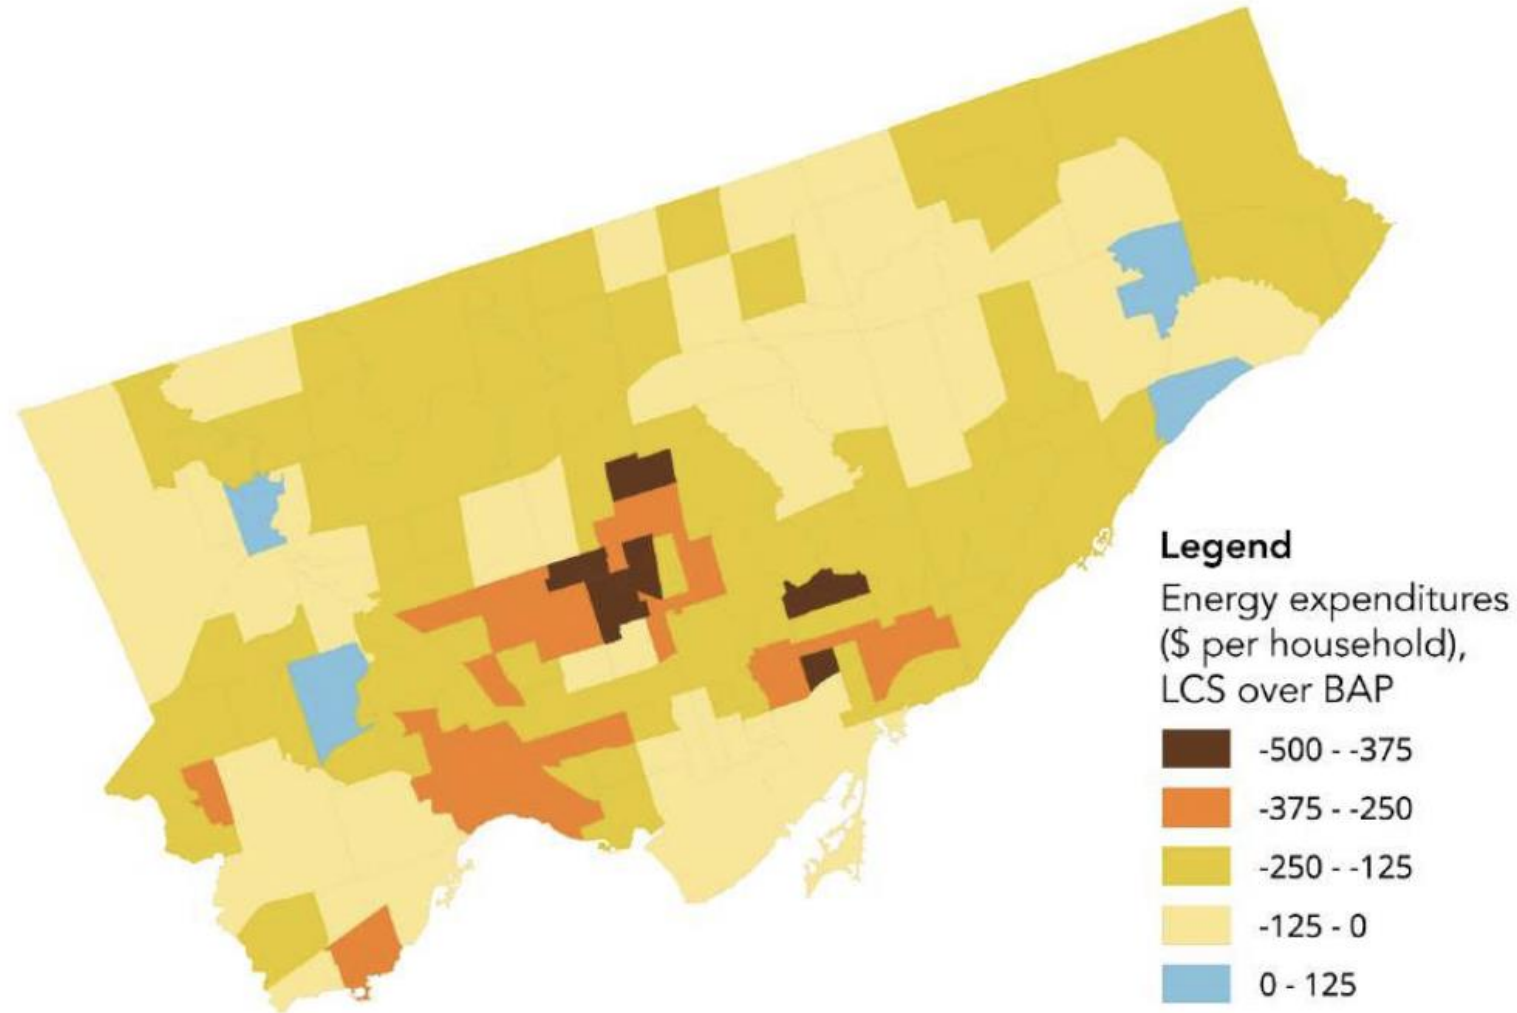 Legend
Energy expenditures
($ per household),
LCS over BAP
-500 - -375
-375 - -250
-250 - -125
-125 - 0
0 - 125